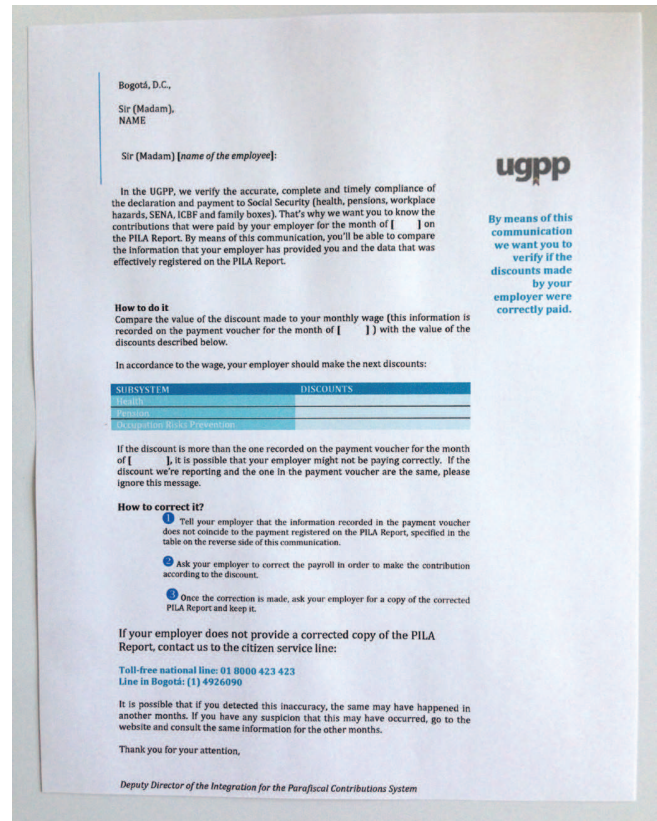 Bogotá, D.C.,
Sir (Madam),
NAME
Sir (Madam) [name of the employee]:
In the UGPP, we verify the accurate, complete and timely compliance of
the declaration and payment to Social Security (health, pensions, workplace
hazards, SENA, ICBF and family boxes). That's why we want you to know the
contributions that were paid by your employer for the month of [ ] on
the PILA Report. By means of this communication, you'll be able to compare
the information that your employer has provided you and the data that was
effectively registered on the PILA Report.
ugpp
By means of this
communication
we want you to
verify if the
discounts made
by your
employer were
correctly paid.
How to do it
Compare the value of the discount made to your monthly wage (this information is
recorded on the payment voucher for the month of [ ] ) with the value of the
discounts described below.
In accordance to the wage, your employer should make the next discounts:
SUBSYSTEM DISCOUNTS
Health
Pension
Occupation Risks Prevention
If the discount is more than the one recorded on the payment voucher for the month
of [ ], it is possible that your employer might not be paying correctly. If the
discount we're reporting and the one in the payment voucher are the same, please
ignore this message.
How to correct it?
1 Tell your employer that the information recorded in the payment voucher
does not coincide to the payment registered on the PILA Report, specified in the
table on the reverse side of this communication.
2 Ask your employer to correct the payroll in order to make the contribution
according to the discount.
3 Once the correction is made, ask your employer for a copy of the corrected
PILA Report and keep it.
If your employer does not provide a corrected copy of the PILA
Report, contact us to the citizen service line:
Toll-free national line: 01 8000 423 423
Line in Bogotá: (1) 4926090
It is possible that if you detected this inaccuracy, the same may have happened in
another months. If you have any suspicion that this may have occurred, go to the
website and consult the same information for the other months.
Thank you for your attention,
Deputy Director of the Integration for the Parafiscal Contributions System